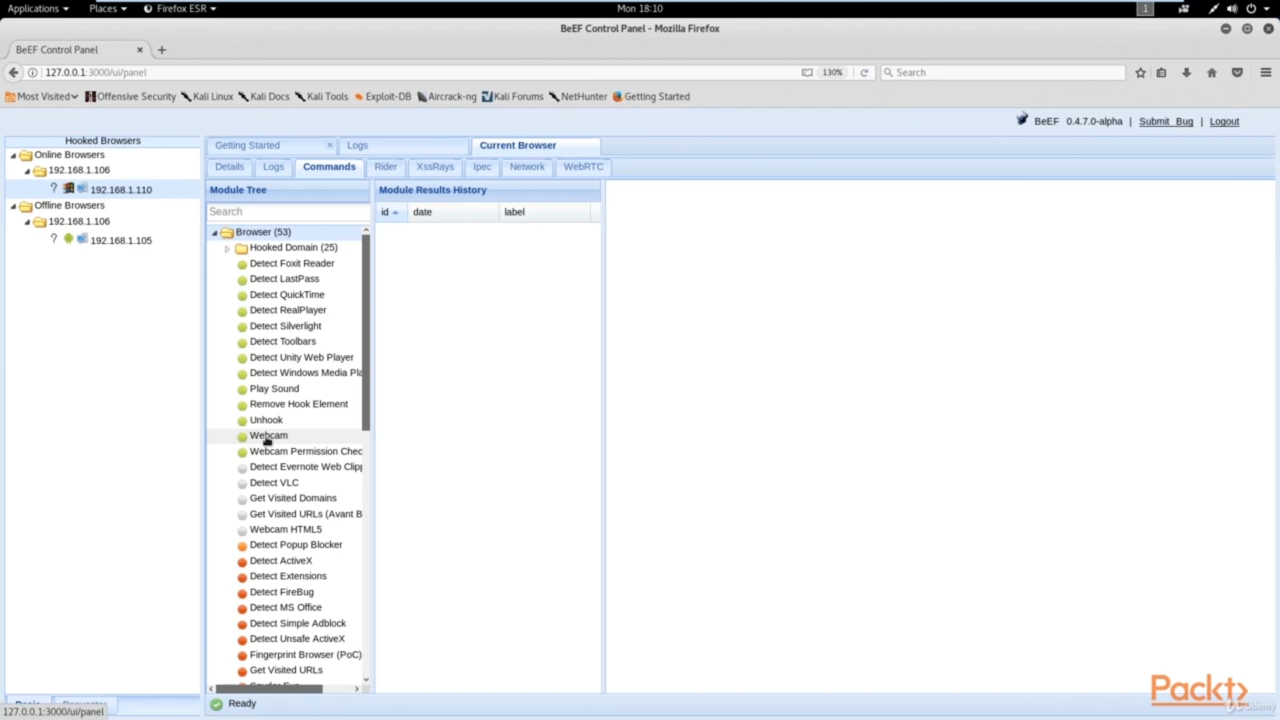 Applications Places Firefox ESR Mon 18:10 1
BeEF Control Panel - Mozilla Firefox
BeEF Control Panel
127.0.0.1:3000/ui/panel 130% Search
Most Visited Offensive Security Kali Linux Kali Docs Kali Tools Exploit-DB Aircrack-ng Kali Forums NetHunter Getting Started
BeEF 0.4.7.0-alpha | Submit Bug | Logout
Hooked Browsers
Online Browsers
192.168.1.106
? 192.168.1.110
Offline Browsers
192.168.1.106
? 192.168.1.105
Getting Started Logs Current Browser
Details Logs Commands Rider XssRays Ipec Network WebRTC
Module Tree
Search
Browser (53)
Hooked Domain (25)
Detect Foxit Reader
Detect LastPass
Detect QuickTime
Detect RealPlayer
Detect Silverlight
Detect Toolbars
Detect Unity Web Player
Detect Windows Media Pla
Play Sound
Remove Hook Element
Unhook
Webcam
Webcam Permission Chec
Detect Evernote Web Clipp
Detect VLC
Get Visited Domains
Get Visited URLs (Avant B
Webcam HTML5
Detect Popup Blocker
Detect ActiveX
Detect Extensions
Detect FireBug
Detect MS Office
Detect Simple Adblock
Detect Unsafe ActiveX
Fingerprint Browser (PoC)
Get Visited URLs
Module Results History
id date label
Ready
127.0.0.1:3000/ui/panel
Packt
Udemy